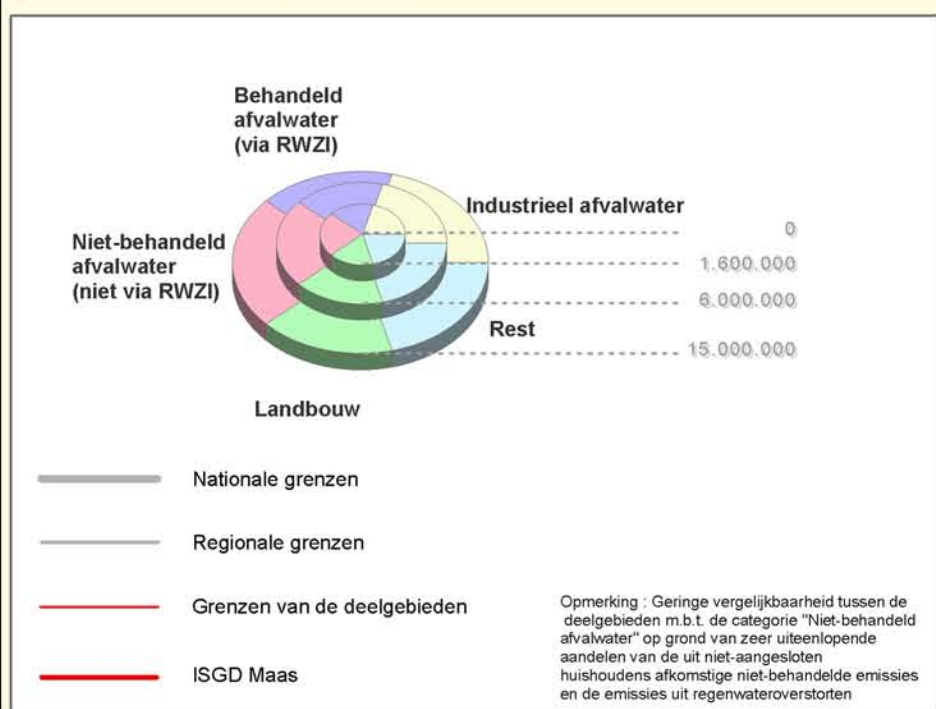 Behandeld
afvalwater
(via RWZI)
Industrieel afvalwater
0
Niet-behandeld
afvalwater
(niet via RWZI)
1.600.000
6.000.000
Rest
15.000.000
Landbouw
Nationale grenzen
Regionale grenzen
Grenzen van de deelgebieden
ISGD Maas
Opmerking : Geringe vergelijkbaarheid tussen de
deelgebieden m.b.t. de categorie "Niet-behandeld
afvalwater" op grond van zeer uiteenlopende
aandelen van de uit niet-aangesloten
huishoudens afkomstige niet-behandelde emissies
en de emissies uit regenwateroverstorten